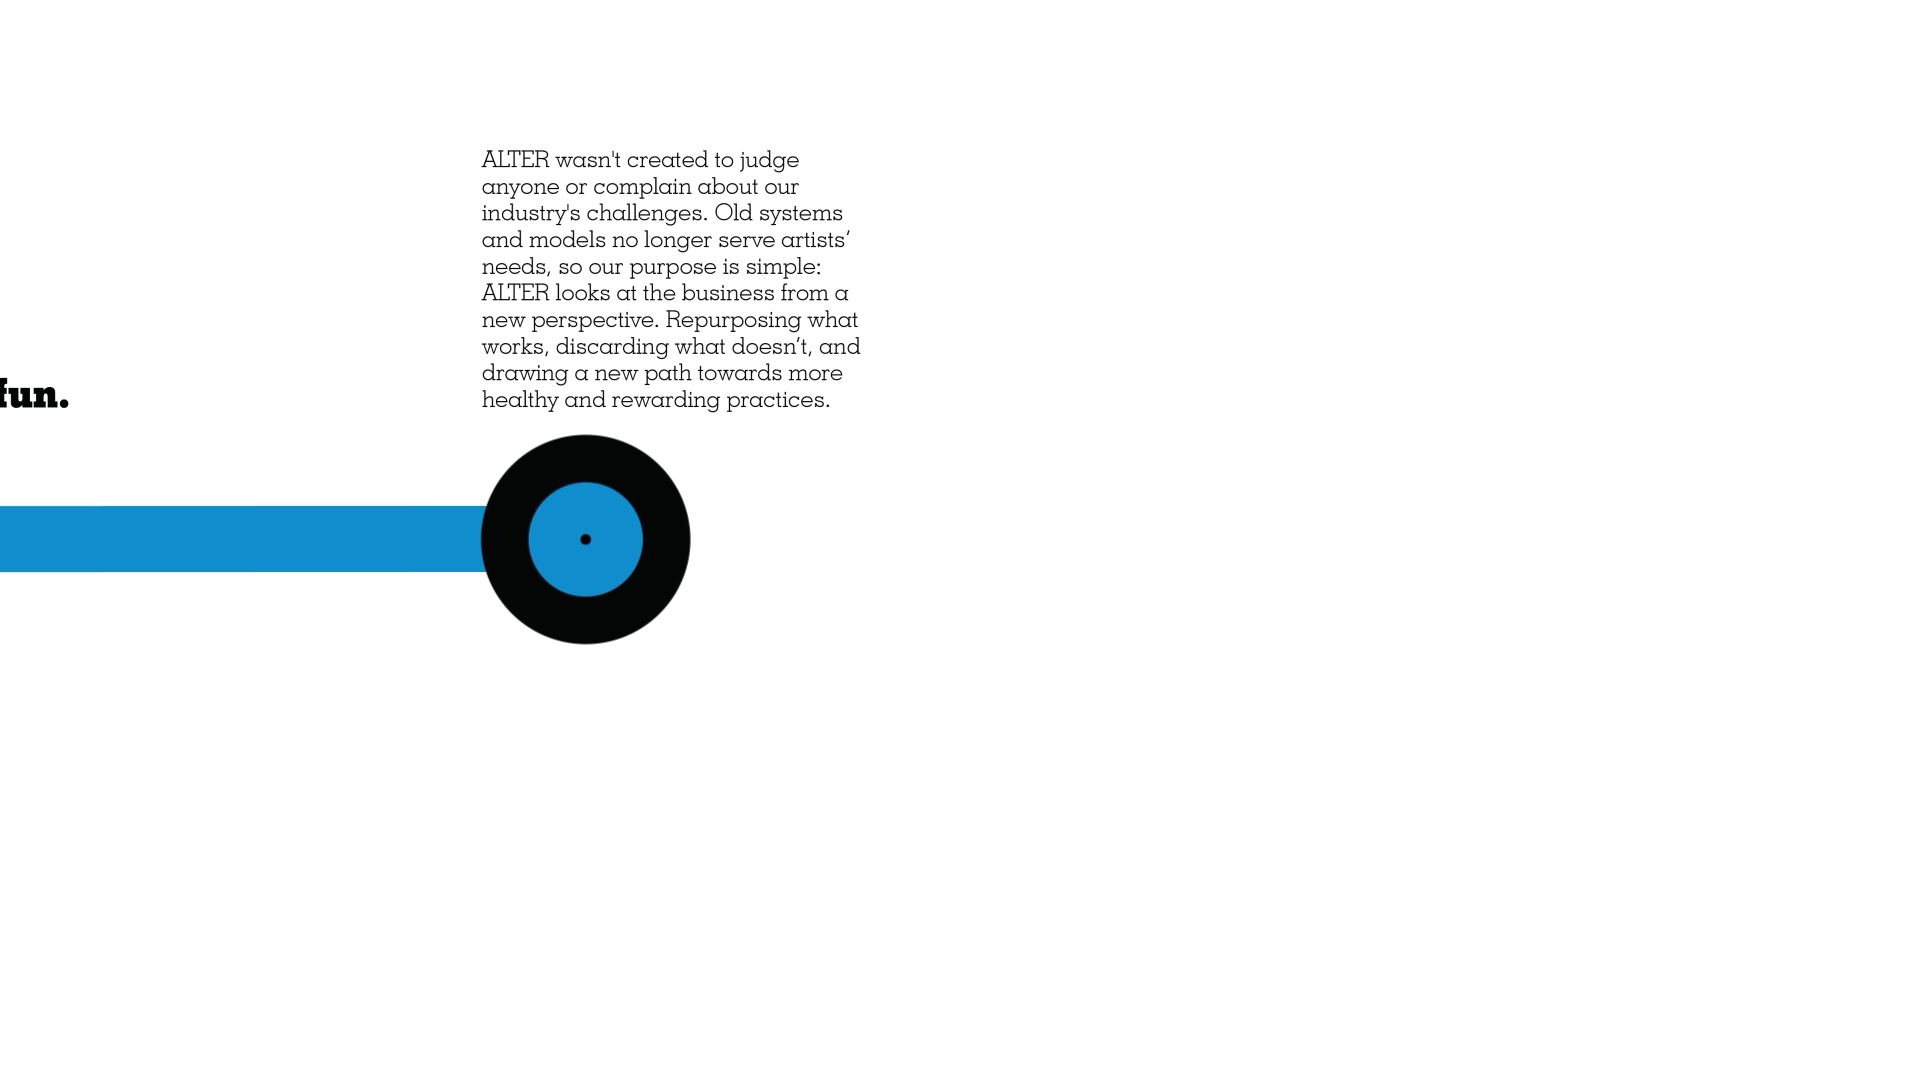 ALTER wasn't created to judge
anyone or complain about our
industry's challenges. Old systems
and models no longer serve artists’
needs, so our purpose is simple:
ALTER looks at the business from a
new perspective. Repurposing what
works, discarding what doesn’t, and
drawing a new path towards more
healthy and rewarding practices.
fun.